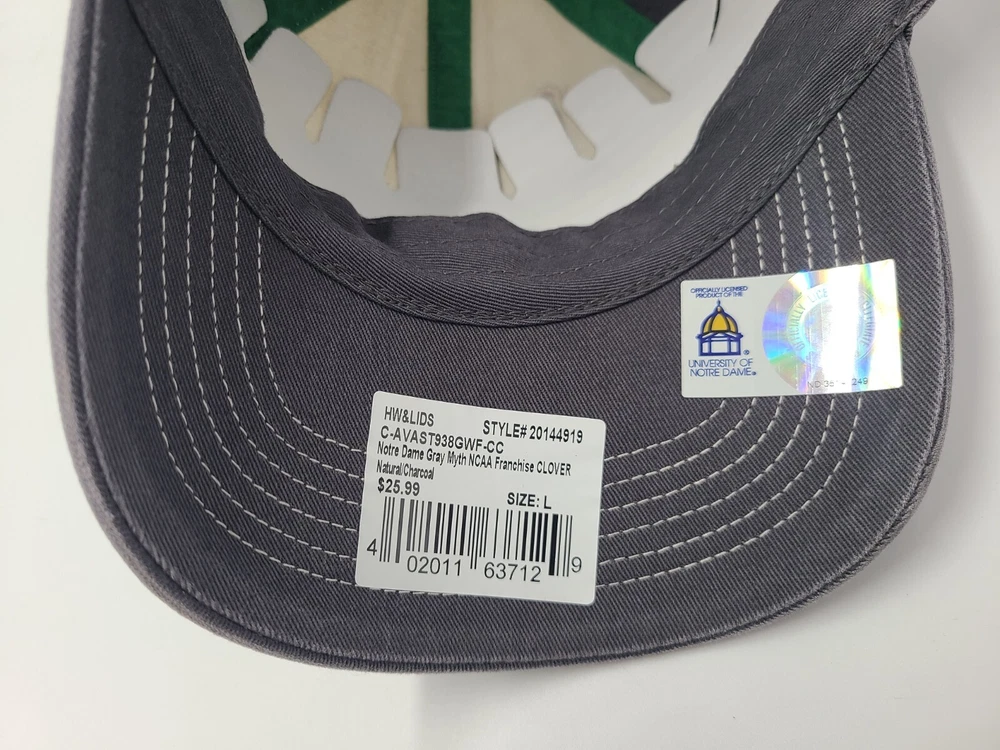 OFFICIALLY LICENSED
PRODUCT OF THE
UNIVERSITY OF
NOTRE DAME®
HW&LIDS STYLE# 20144919
C-AVAST938GWF-CC
Notre Dame Gray Myth NCAA Franchise CLOVER
Natural/Charcoal
$25.99 SIZE: L
4 02011 63712 9